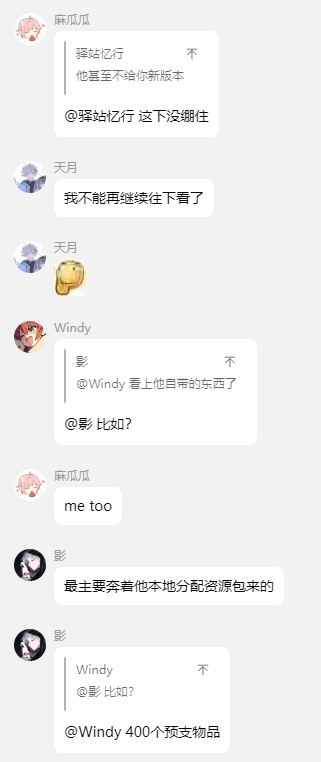 麻瓜瓜
驿站忆行
他甚至不给你新版本
@驿站忆行 这下没绷住
天月
我不能再继续往下看了
天月
Windy
影
@Windy 看上他自带的东西了
@影 比如?
麻瓜瓜
me too
影
最主要奔着他本地分配资源包来的
影
Windy
@影 比如?
@Windy 400个预支物品